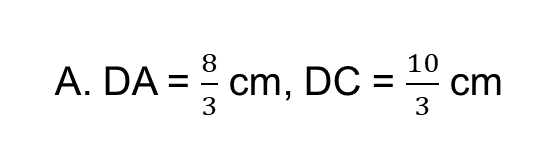 A. DA = 8/3 cm, DC = 10/3 cm